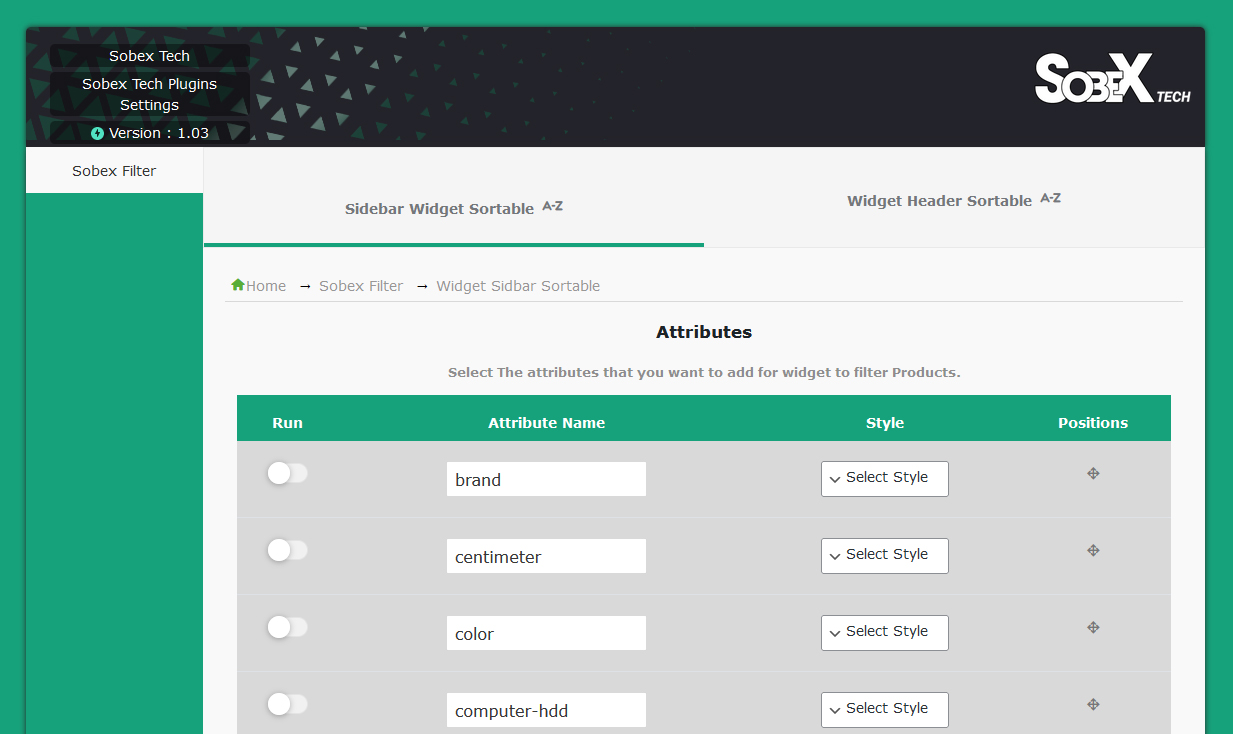 Sobex Tech
Sobex Tech Plugins
Settings
Version : 1.03
SOBEX TECH
Sobex Filter
Sidebar Widget Sortable A-Z
Widget Header Sortable A-Z
Home → Sobex Filter → Widget Sidbar Sortable
Attributes
Select The attributes that you want to add for widget to filter Products.
Run Attribute Name Style Positions
brand Select Style
centimeter Select Style
color Select Style
computer-hdd Select Style